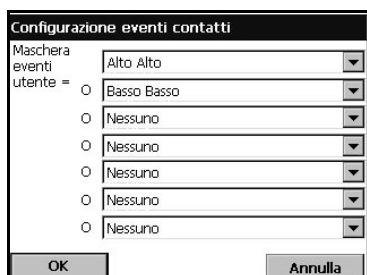 Configurazione eventi contatti
Maschera
eventi
utente =
Alto Alto
O Basso Basso
O Nessuno
O Nessuno
O Nessuno
O Nessuno
O Nessuno
OK Annulla